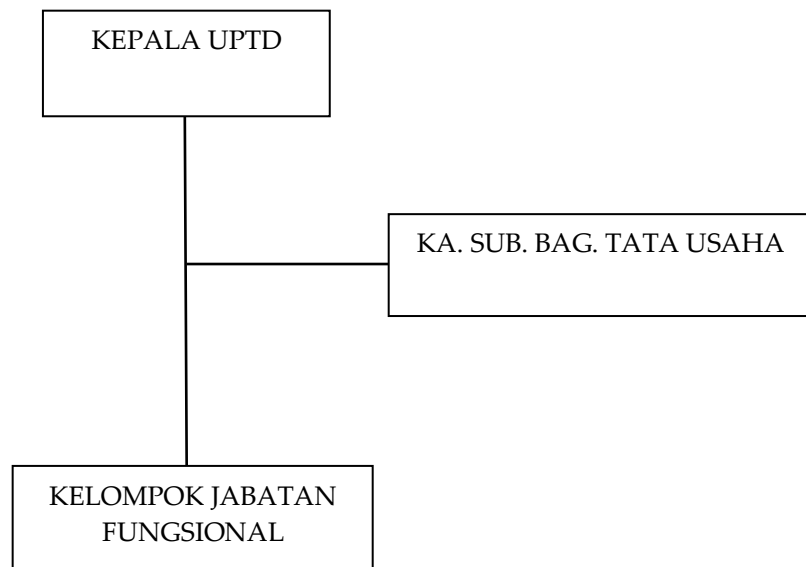 KEPALA UPTD
KA. SUB. BAG. TATA USAHA
KELOMPOK JABATAN
FUNGSIONAL